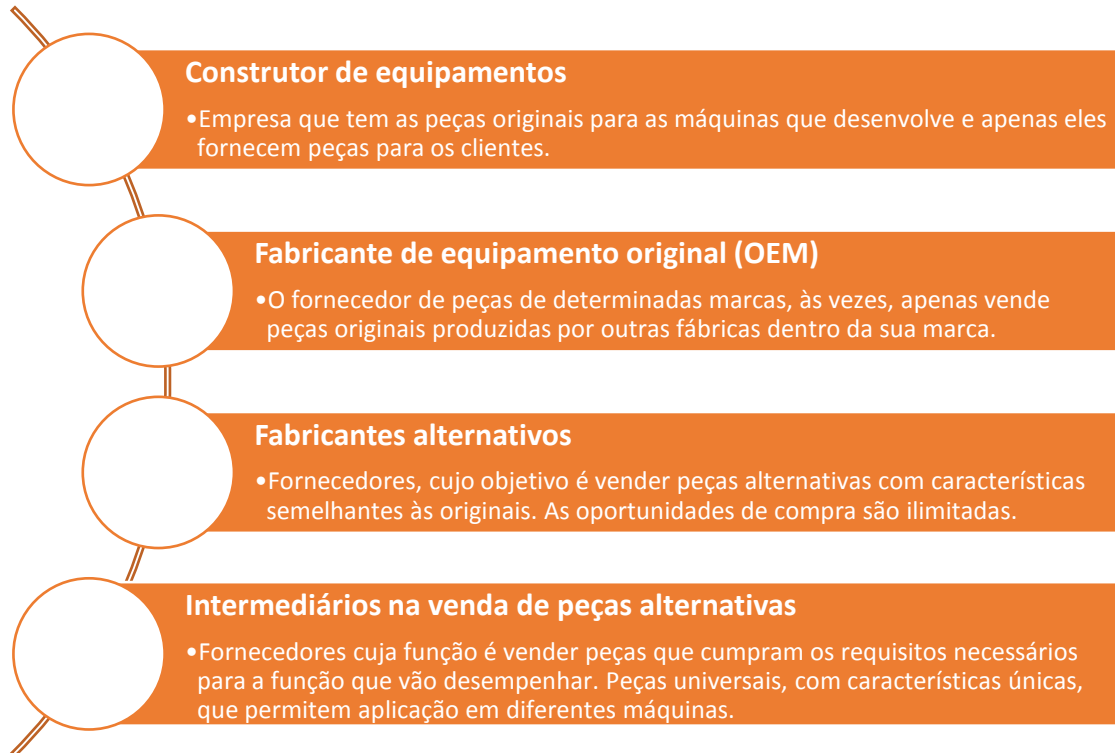 Construtor de equipamentos
•Empresa que tem as peças originais para as máquinas que desenvolve e apenas eles
fornecem peças para os clientes.
Fabricante de equipamento original (OEM)
•O fornecedor de peças de determinadas marcas, às vezes, apenas vende
peças originais produzidas por outras fábricas dentro da sua marca.
Fabricantes alternativos
•Fornecedores, cujo objetivo é vender peças alternativas com características
semelhantes às originais. As oportunidades de compra são ilimitadas.
Intermediários na venda de peças alternativas
•Fornecedores cuja função é vender peças que cumpram os requisitos necessários
para a função que vão desempenhar. Peças universais, com características únicas,
que permitem aplicação em diferentes máquinas.